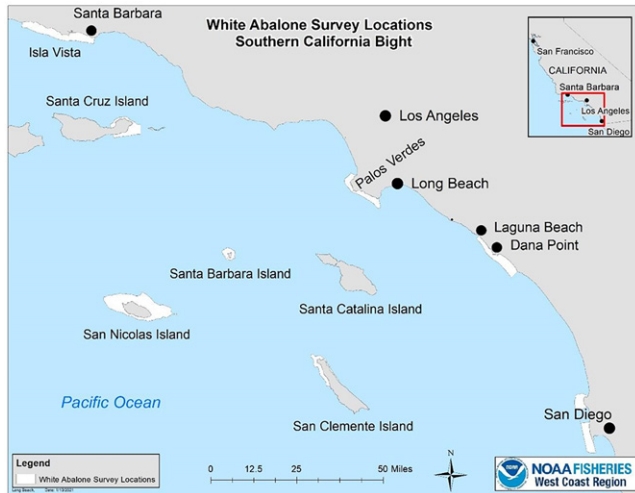 White Abalone Survey Locations
Southern California Bight
Santa Barbara
Isla Vista
Santa Cruz Island
San Francisco
CALIFORNIA
Santa Barbara
Los Angeles
San Diego
Los Angeles
Palos Verdes
Long Beach
Laguna Beach
Dana Point
Santa Barbara Island
Santa Catalina Island
San Nicolas Island
San Clemente Island
Pacific Ocean
San Diego
Legend
White Abalone Survey Locations
0 12.5 25 50 Miles
N
NOAA FISHERIES
West Coast Region